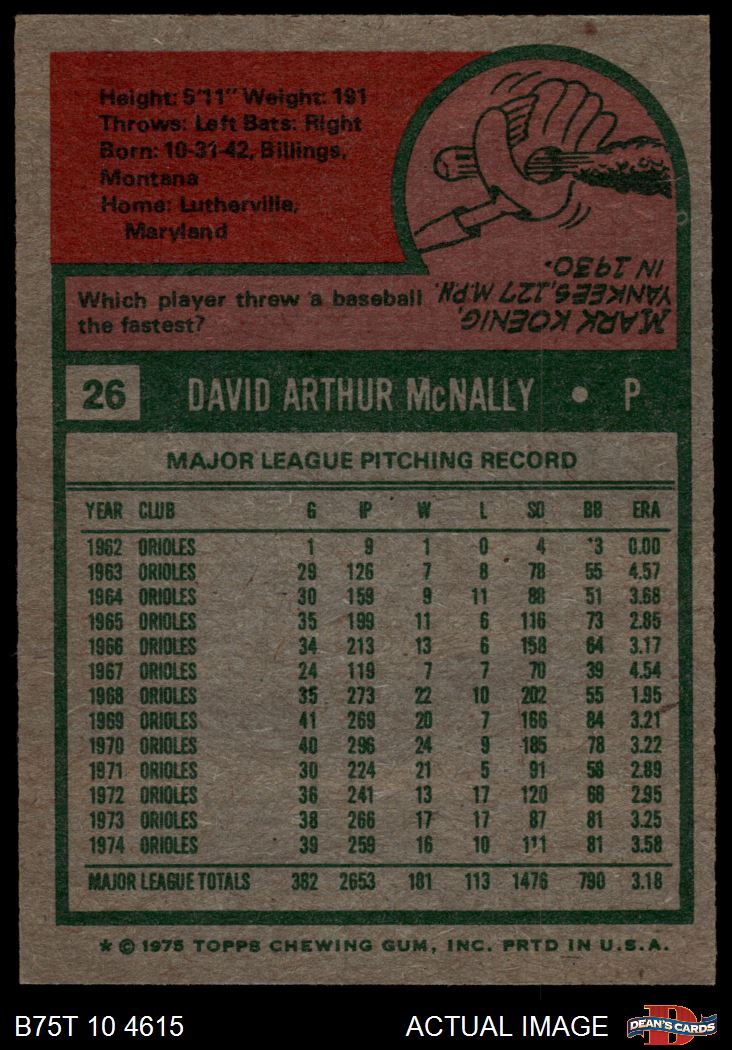 Height: 5'11" Weight: 191
Throws: Left Bats: Right
Born: 10-31-42, Billings,
Montana
Home: Lutherville,
Maryland
Which player threw a baseball
the fastest?
MARK KOENIG,
YANKEES, 127 M.P.H.
IN 1930.
26 DAVID ARTHUR McNALLY • P
MAJOR LEAGUE PITCHING RECORD
YEAR CLUB G IP W L SO BB ERA
1962 ORIOLES 1 9 1 0 4 3 0.00
1963 ORIOLES 29 126 7 8 78 55 4.57
1964 ORIOLES 30 159 9 11 88 51 3.68
1965 ORIOLES 35 199 11 6 116 73 2.85
1966 ORIOLES 34 213 13 6 158 64 3.17
1967 ORIOLES 24 119 7 7 70 39 4.54
1968 ORIOLES 35 273 22 10 202 55 1.95
1969 ORIOLES 41 269 20 7 166 84 3.21
1970 ORIOLES 40 296 24 9 185 78 3.22
1971 ORIOLES 30 224 21 5 91 58 2.89
1972 ORIOLES 36 241 13 17 120 68 2.95
1973 ORIOLES 38 266 17 17 87 81 3.25
1974 ORIOLES 39 259 16 10 111 81 3.58
MAJOR LEAGUE TOTALS 382 2653 181 113 1476 790 3.18
* © 1975 TOPPS CHEWING GUM, INC. PRTD IN U.S.A.
B75T 10 4615 ACTUAL IMAGE D DEAN'S CARDS